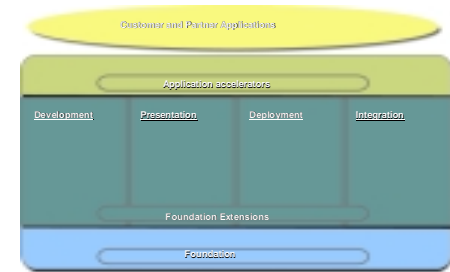 Customer and Partner Applications
Application accelerators
Development Presentation Deployment Integration
Foundation Extensions
Foundation